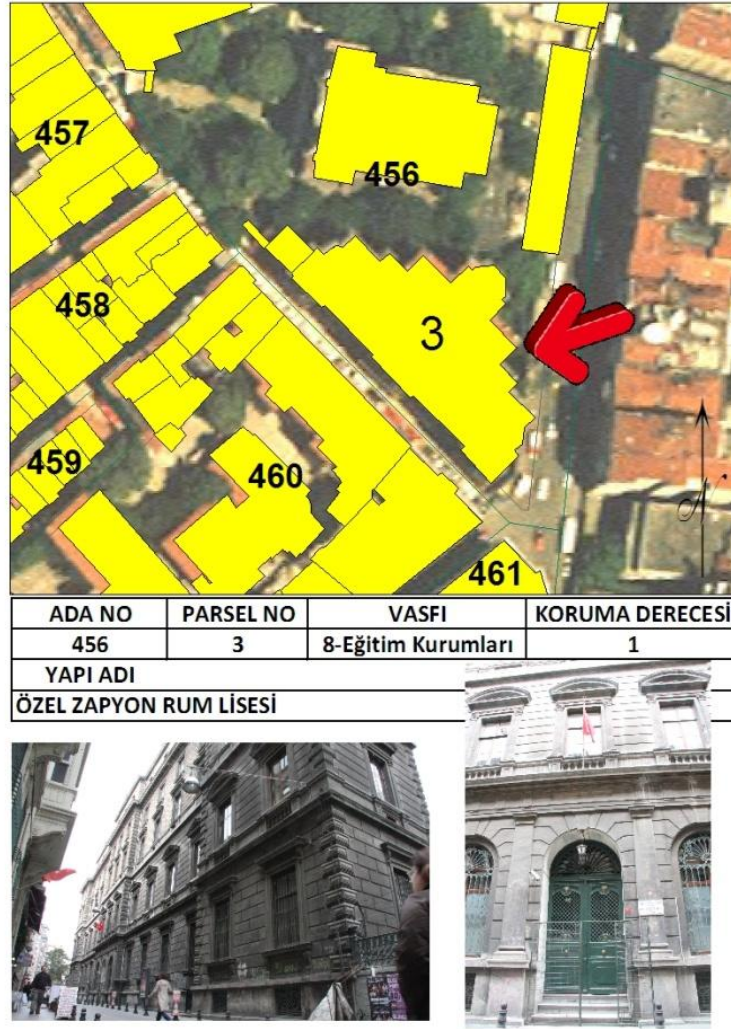 457
456
458
3
459
460
461
N
ADA NO PARSEL NO VASFI KORUMA DERECESİ
456 3 8-Eğitim Kurumları 1
YAPI ADI
ÖZEL ZAPYON RUM LİSESİ